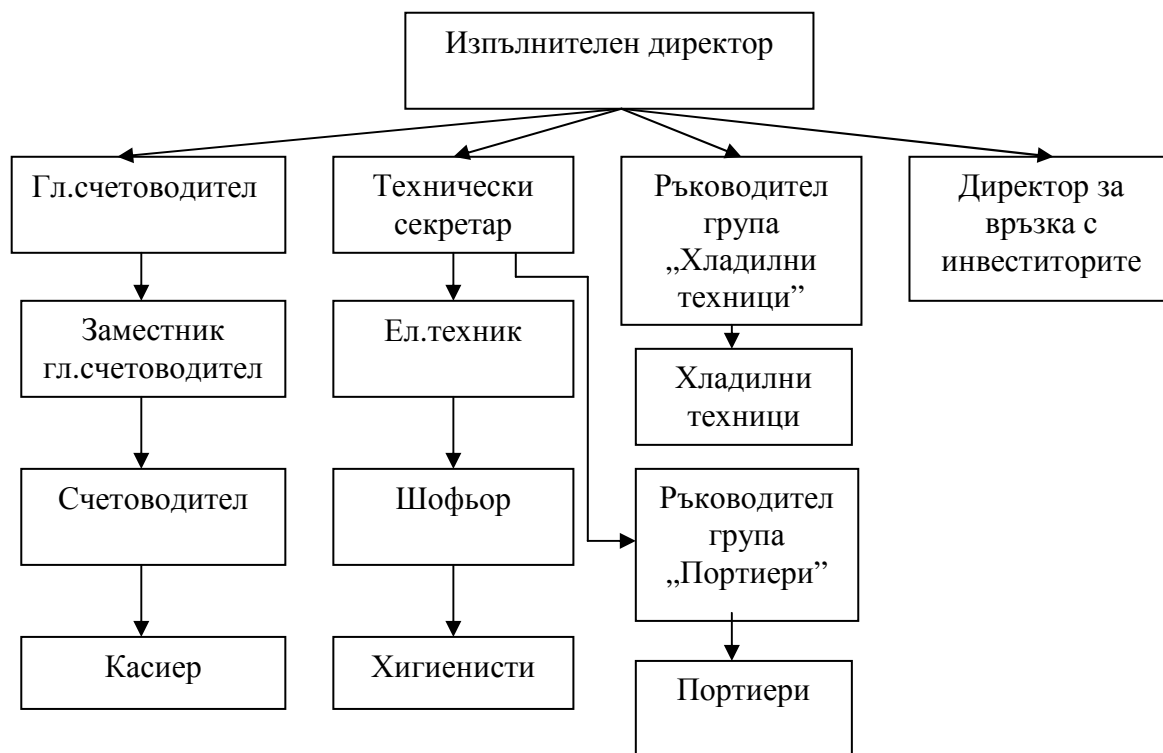 Изпълнителен директор
Гл.счетоводител
Технически
секретар
Ръководител
група
„Хладилни
техници”
Директор за
връзка с
инвеститорите
Заместник
гл.счетоводител
Ел.техник
Хладилни
техници
Счетоводител
Шофьор
Ръководител
група
„Портиери”
Касиер
Хигиенисти
Портиери